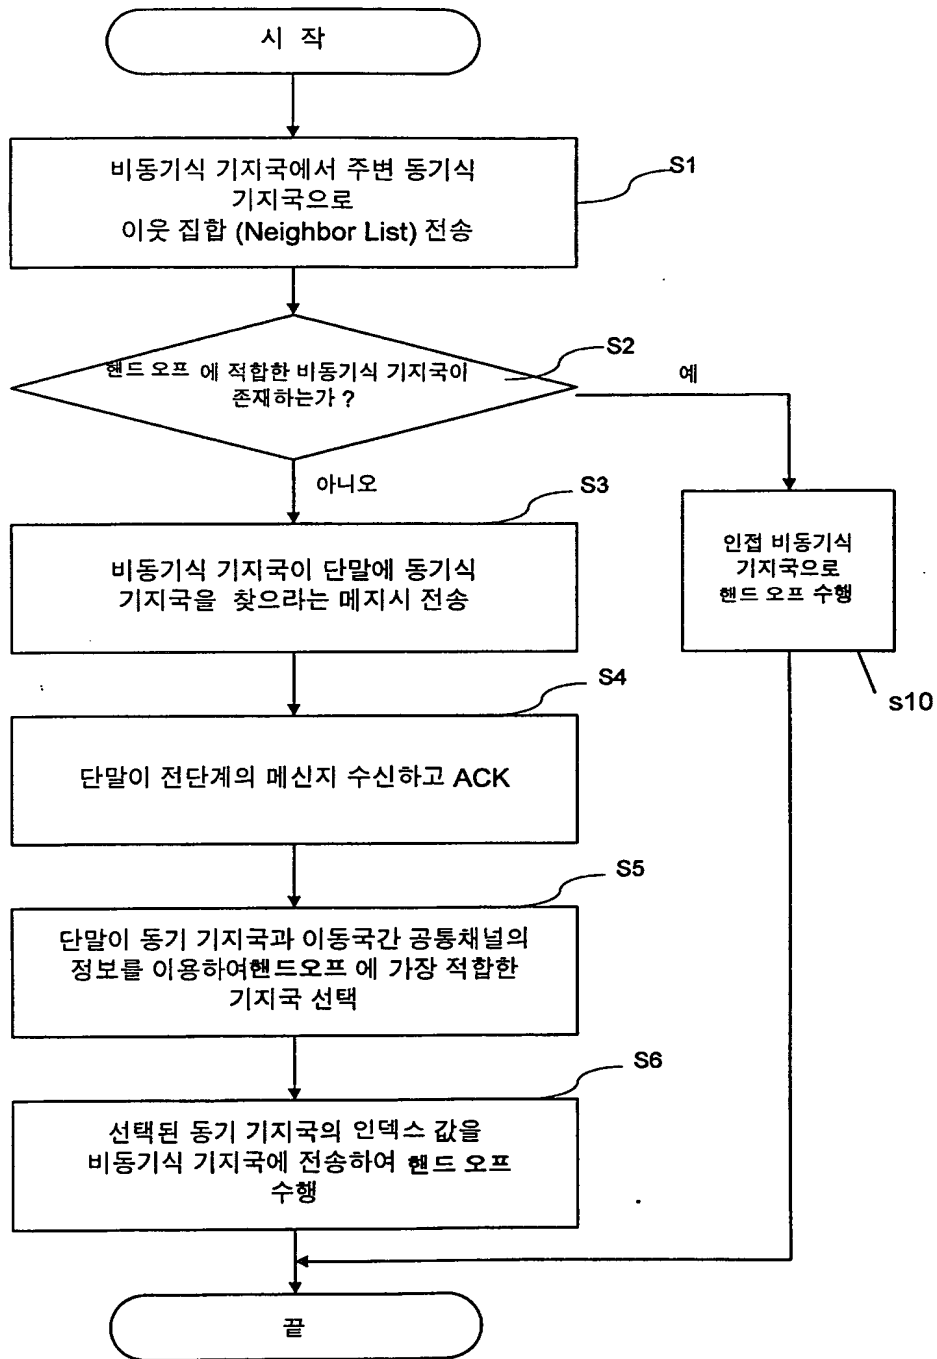 시 작
비동기식 기지국에서 주변 동기식
기지국으로
이웃 집합 (Neighbor List) 전송
S1
핸드 오프 에 적합한 비동기식 기지국이
존재하는가 ?
S2
예
아니오
S3
비동기식 기지국이 단말에 동기식
기지국을 찾으라는 메지시 전송
인접 비동기식
기지국으로
핸드 오프 수행
s10
S4
단말이 전단계의 메신지 수신하고 ACK
S5
단말이 동기 기지국과 이동국간 공통채널의
정보를 이용하여핸드오프 에 가장 적합한
기지국 선택
S6
선택된 동기 기지국의 인덱스 값을
비동기식 기지국에 전송하여 핸드 오프
수행
끝